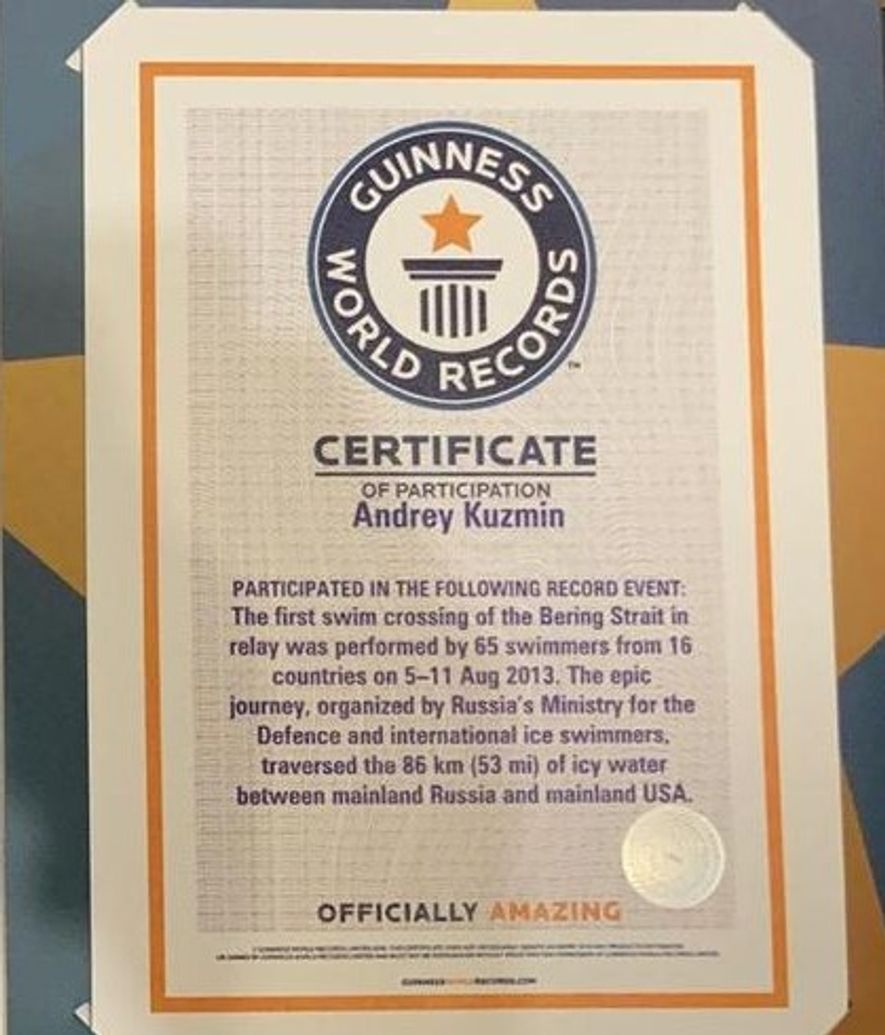 GUINNESS
WORLD RECORDS
™
CERTIFICATE
OF PARTICIPATION
Andrey Kuzmin
PARTICIPATED IN THE FOLLOWING RECORD EVENT:
The first swim crossing of the Bering Strait in
relay was performed by 65 swimmers from 16
countries on 5–11 Aug 2013. The epic
journey, organized by Russia's Ministry for the
Defence and international ice swimmers,
traversed the 86 km (53 mi) of icy water
between mainland Russia and mainland USA.
OFFICIALLY AMAZING
GUINNESSWORLDRECORDS.COM